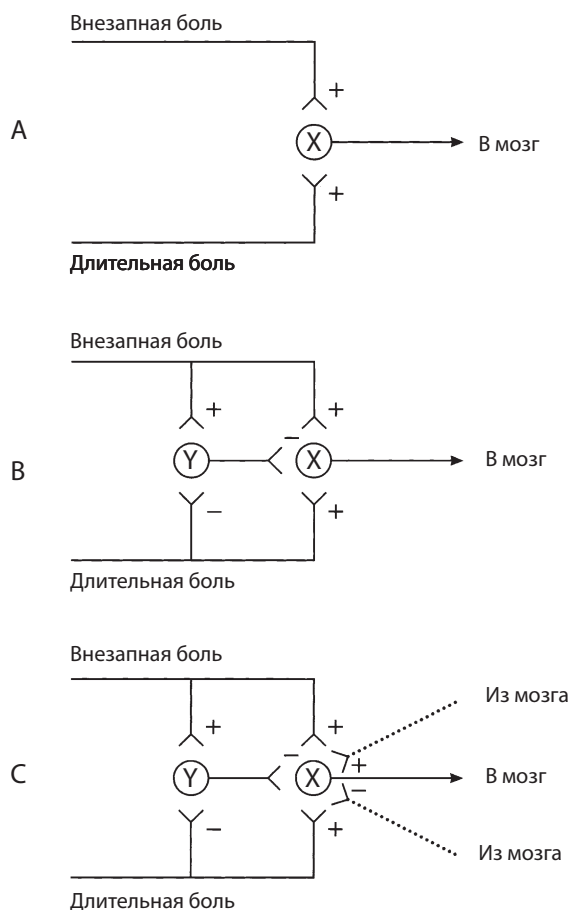 Внезапная боль
+
A
X
В мозг
+
Длительная боль
Внезапная боль
+
+
−
B
Y
X
В мозг
−
+
Длительная боль
Внезапная боль
Из мозга
+
+
−
+
C
Y
X
В мозг
−
−
+
Из мозга
Длительная боль